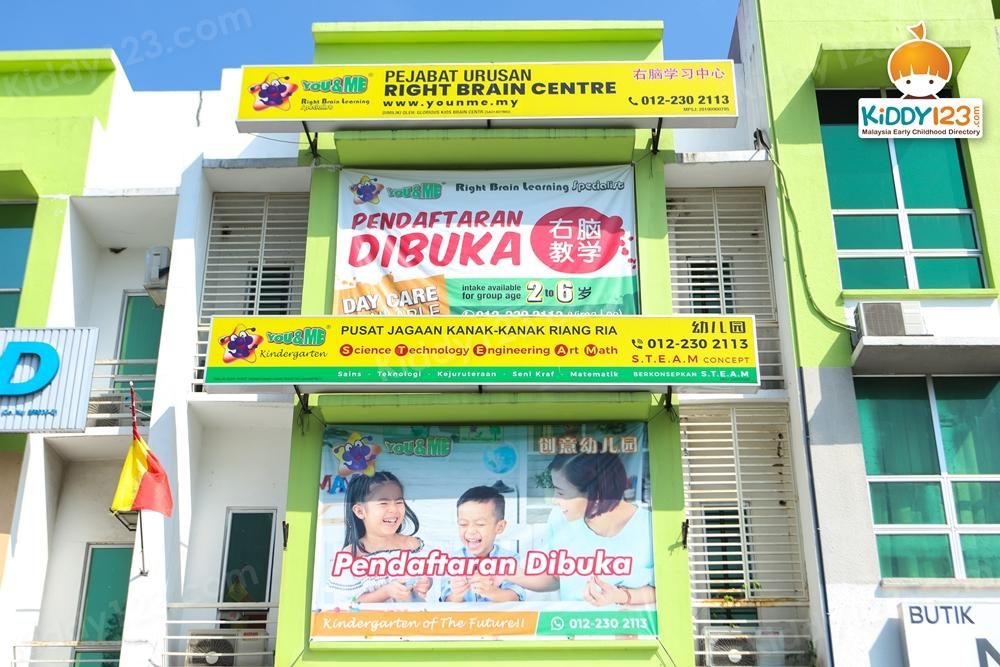 YOU&ME
Right Brain Learning
Specialist
PEJABAT URUSAN
RIGHT BRAIN CENTRE
www.younme.my
右脑学习中心
012-230 2113
KiDDY123.com
Malaysia Early Childhood Directory
YOU&ME
Right Brain Learning Specialist
PENDAFTARAN
DIBUKA
右脑
教学
DAY CARE
intake available
for group age 2 to 6 岁
YOU&ME
Kindergarten
PUSAT JAGAAN KANAK-KANAK RIANG RIA
Science Technology Engineering Art Math
幼儿园
012-230 2113
S.T.E.A.M CONCEPT
Sains - Teknologi - Kejuruteraan - Seni Kraf - Matematik BERKONSEPKAN S.T.E.A.M
D
YOU&ME
创意幼儿园
Pendaftaran Dibuka
Kindergarten of The Future!!
012-230 2113
BUTIK